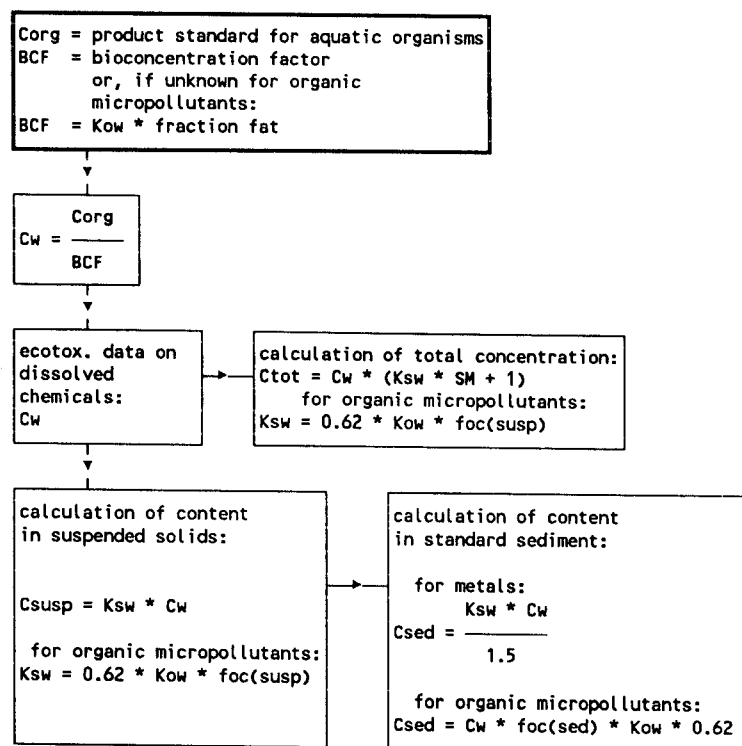 Corg = product standard for aquatic organisms
BCF = bioconcentration factor
or, if unknown for organic
micropollutants:
BCF = Kow * fraction fat
Corg
Cw =
BCF
ecotox. data on
dissolved
chemicals:
Cw
calculation of total concentration:
Ctot = Cw * (Ksw * SM + 1)
for organic micropollutants:
Ksw = 0.62 * Kow * foc(susp)
calculation of content
in suspended solids:
Csusp = Ksw * Cw
for organic micropollutants:
Ksw = 0.62 * Kow * foc(susp)
calculation of content
in standard sediment:
for metals:
Ksw * Cw
Csed =
1.5
for organic micropollutants:
Csed = Cw * foc(sed) * Kow * 0.62